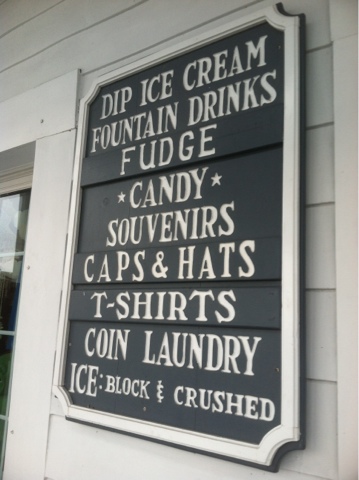 DIP ICE CREAM
FOUNTAIN DRINKS
FUDGE
★CANDY★
SOUVENIRS
CAPS & HATS
T-SHIRTS
COIN LAUNDRY
ICE: BLOCK & CRUSHED